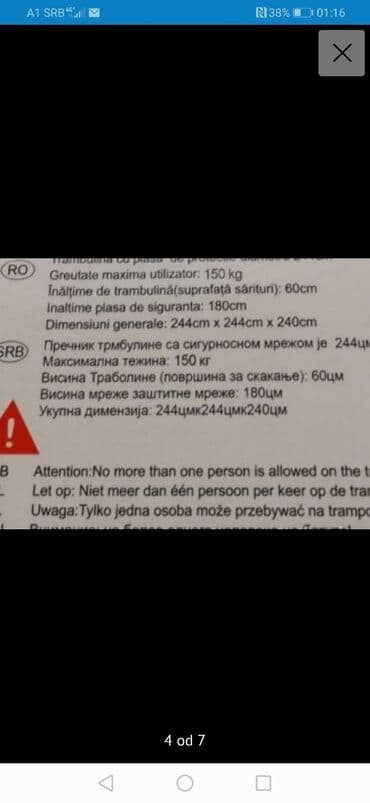 A1 SRB
38%
01:16
RO
Greutate maxima utilizator: 150 kg
Înălțime de trambulină(suprafață sărituri): 60cm
Inaltime plasa de siguranta: 180cm
Dimensiuni generale: 244cm x 244cm x 240cm
SRB) Пречник трмбулине са сигурносном мрежом је 244цм
Максимална тежина: 150 кг
Висина Траболине (површина за скакање): 60цм
Висина мреже заштитне мреже: 180цм
Укупна димензија: 244цмк244цмк240цм
!
B Attention:No more than one person is allowed on the
Let op: Niet meer dan één persoon per keer op de
Uwaga:Tylko jedna osoba może przebywać na
4 od 7